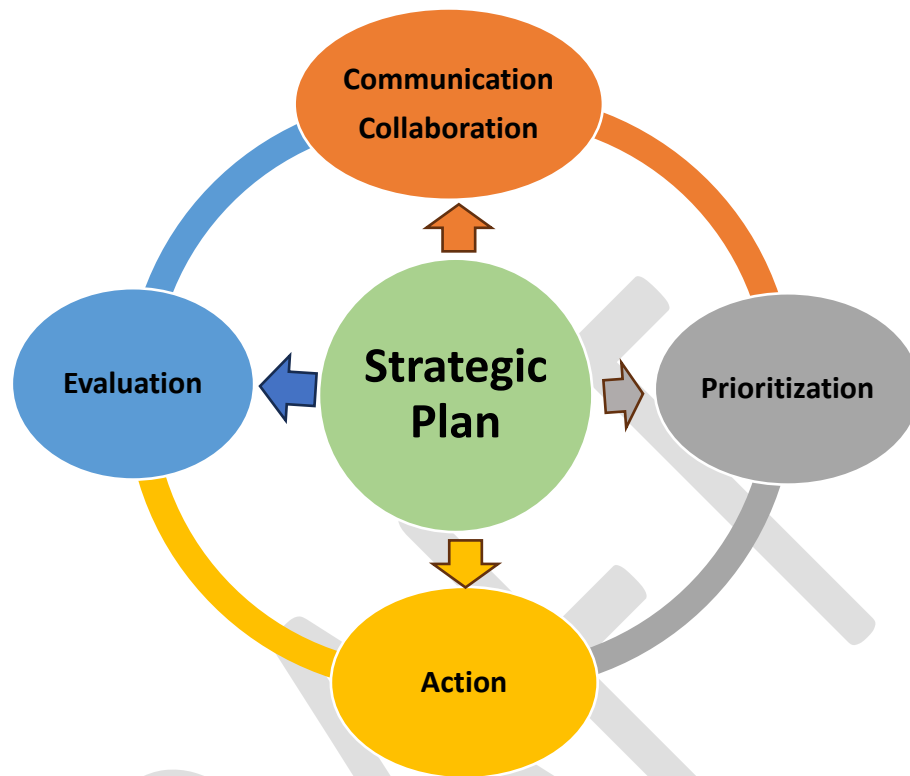 Communication
Collaboration
Evaluation
Strategic
Plan
Prioritization
Action